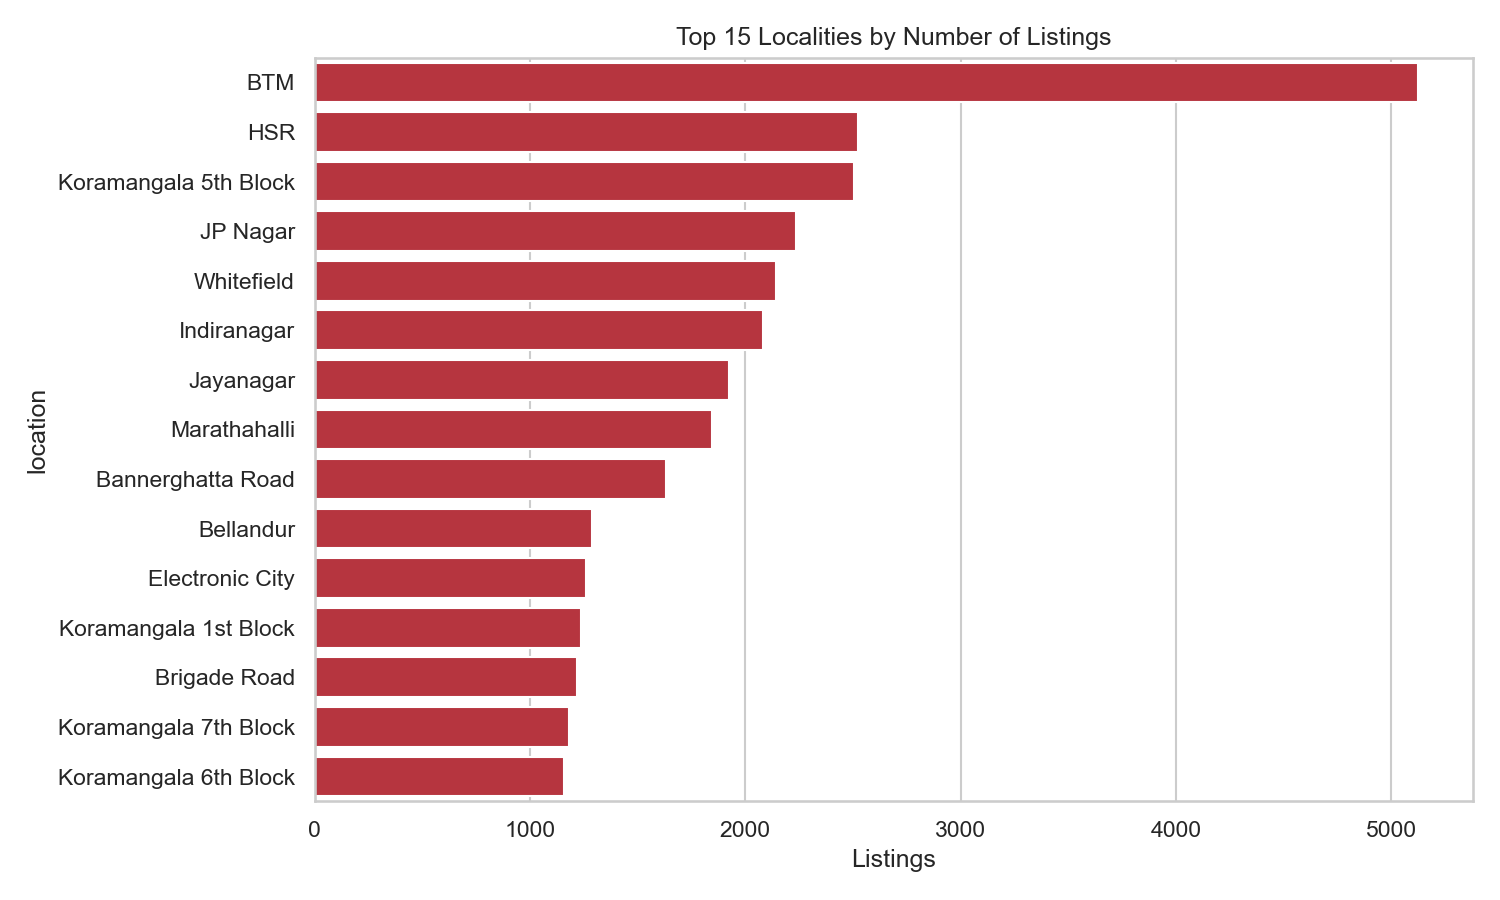 Top 15 Localities by Number of Listings
BTM
HSR
Koramangala 5th Block
JP Nagar
Whitefield
Indiranagar
Jayanagar
Marathahalli
Bannerghatta Road
Bellandur
Electronic City
Koramangala 1st Block
Brigade Road
Koramangala 7th Block
Koramangala 6th Block
location
0 1000 2000 3000 4000 5000
Listings